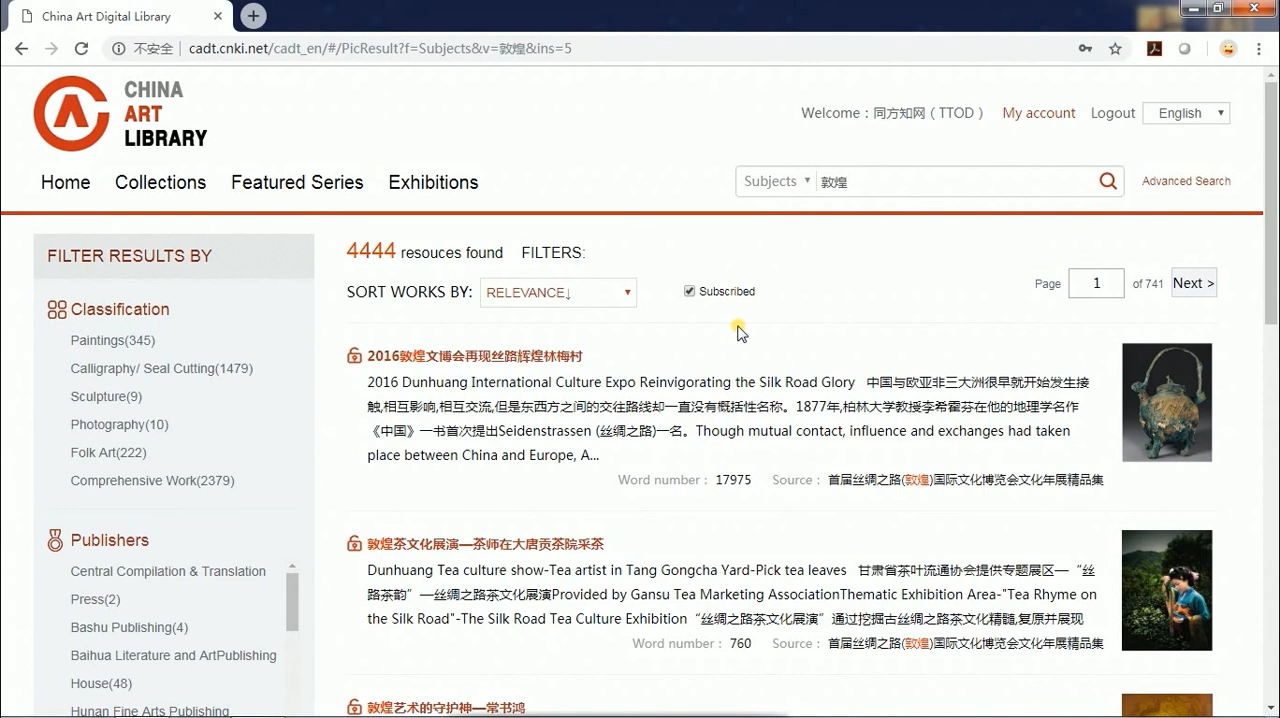 China Art Digital Library
不安全 cadt.cnki.net/cadt_en/#/PicResult?f=Subjects&v=敦煌&ins=5
CHINA
ART
LIBRARY
Welcome：同方知网（TTOD） My account Logout English
Home Collections Featured Series Exhibitions
Subjects 敦煌 Advanced Search
FILTER RESULTS BY
Classification
Paintings(345)
Calligraphy/ Seal Cutting(1479)
Sculpture(9)
Photography(10)
Folk Art(222)
Comprehensive Work(2379)
Publishers
Central Compilation & Translation
Press(2)
Bashu Publishing(4)
Baihua Literature and ArtPublishing
House(48)
Hunan Fine Arts Publishing
4444 resouces found FILTERS:
SORT WORKS BY: RELEVANCE↓ Subscribed
Page 1 of 741 Next >
2016敦煌文博会再现丝路辉煌林梅村
2016 Dunhuang International Culture Expo Reinvigorating the Silk Road Glory 中国与欧亚非三大洲很早就开始发生接
触,相互影响,相互交流,但是东西方之间的交往路线却一直没有概括性名称。1877年,柏林大学教授李希霍芬在他的地理学名作
《中国》一书首次提出Seidenstrassen (丝绸之路)一名。Though mutual contact, influence and exchanges had taken
place between China and Europe, A...
Word number： 17975 Source： 首届丝绸之路(敦煌)国际文化博览会文化年展精品集
敦煌茶文化展演—茶师在大唐贡茶院采茶
Dunhuang Tea culture show-Tea artist in Tang Gongcha Yard-Pick tea leaves 甘肃省茶叶流通协会提供专题展区—“丝
路茶韵”—丝绸之路茶文化展演Provided by Gansu Tea Marketing AssociationThematic Exhibition Area-"Tea Rhyme on
the Silk Road"-The Silk Road Tea Culture Exhibition“丝绸之路茶文化展演”通过挖掘古丝绸之路茶文化精髓,复原并展现
Word number： 760 Source： 首届丝绸之路(敦煌)国际文化博览会文化年展精品集
敦煌艺术的守护神—常书鸿